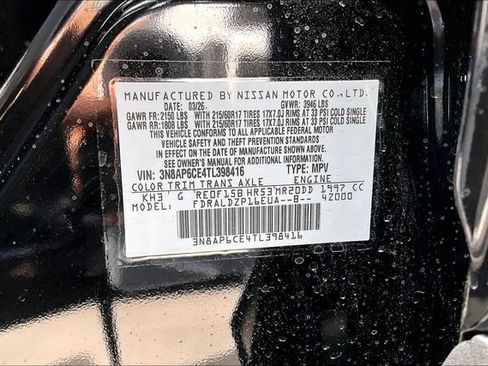 MANUFACTURED BY NISSAN MOTOR CO.,LTD.
DATE: 03/26 GVWR: 3946 LBS
GAWR FR: 2150 LBS WITH 215/60R17 TIRES 17X7.0J RIMS AT 33 PSI COLD SINGLE
GAWR RR: 1808 LBS WITH 215/60R17 TIRES 17X7.0J RIMS AT 33 PSI COLD SINGLE
THIS VEHICLE CONFORMS TO ALL APPLICABLE FEDERAL MOTOR
VEHICLE SAFETY AND THEFT PREVENTION STANDARDS
IN EFFECT ON THE DATE OF MANUFACTURE SHOWN ABOVE.
SEE OWNER'S MANUAL FOR ADDITIONAL INFORMATION.
VIN: 3N8AP6CE4TL398416 TYPE: MPV
COLOR TRIM TRANS AXLE ENGINE
KH3 G RE0F15B HR53 MR20DD 1997 CC
MODEL: FDRALDZP16EUA--B-- 4Z000
3N8AP6CE4TL398416